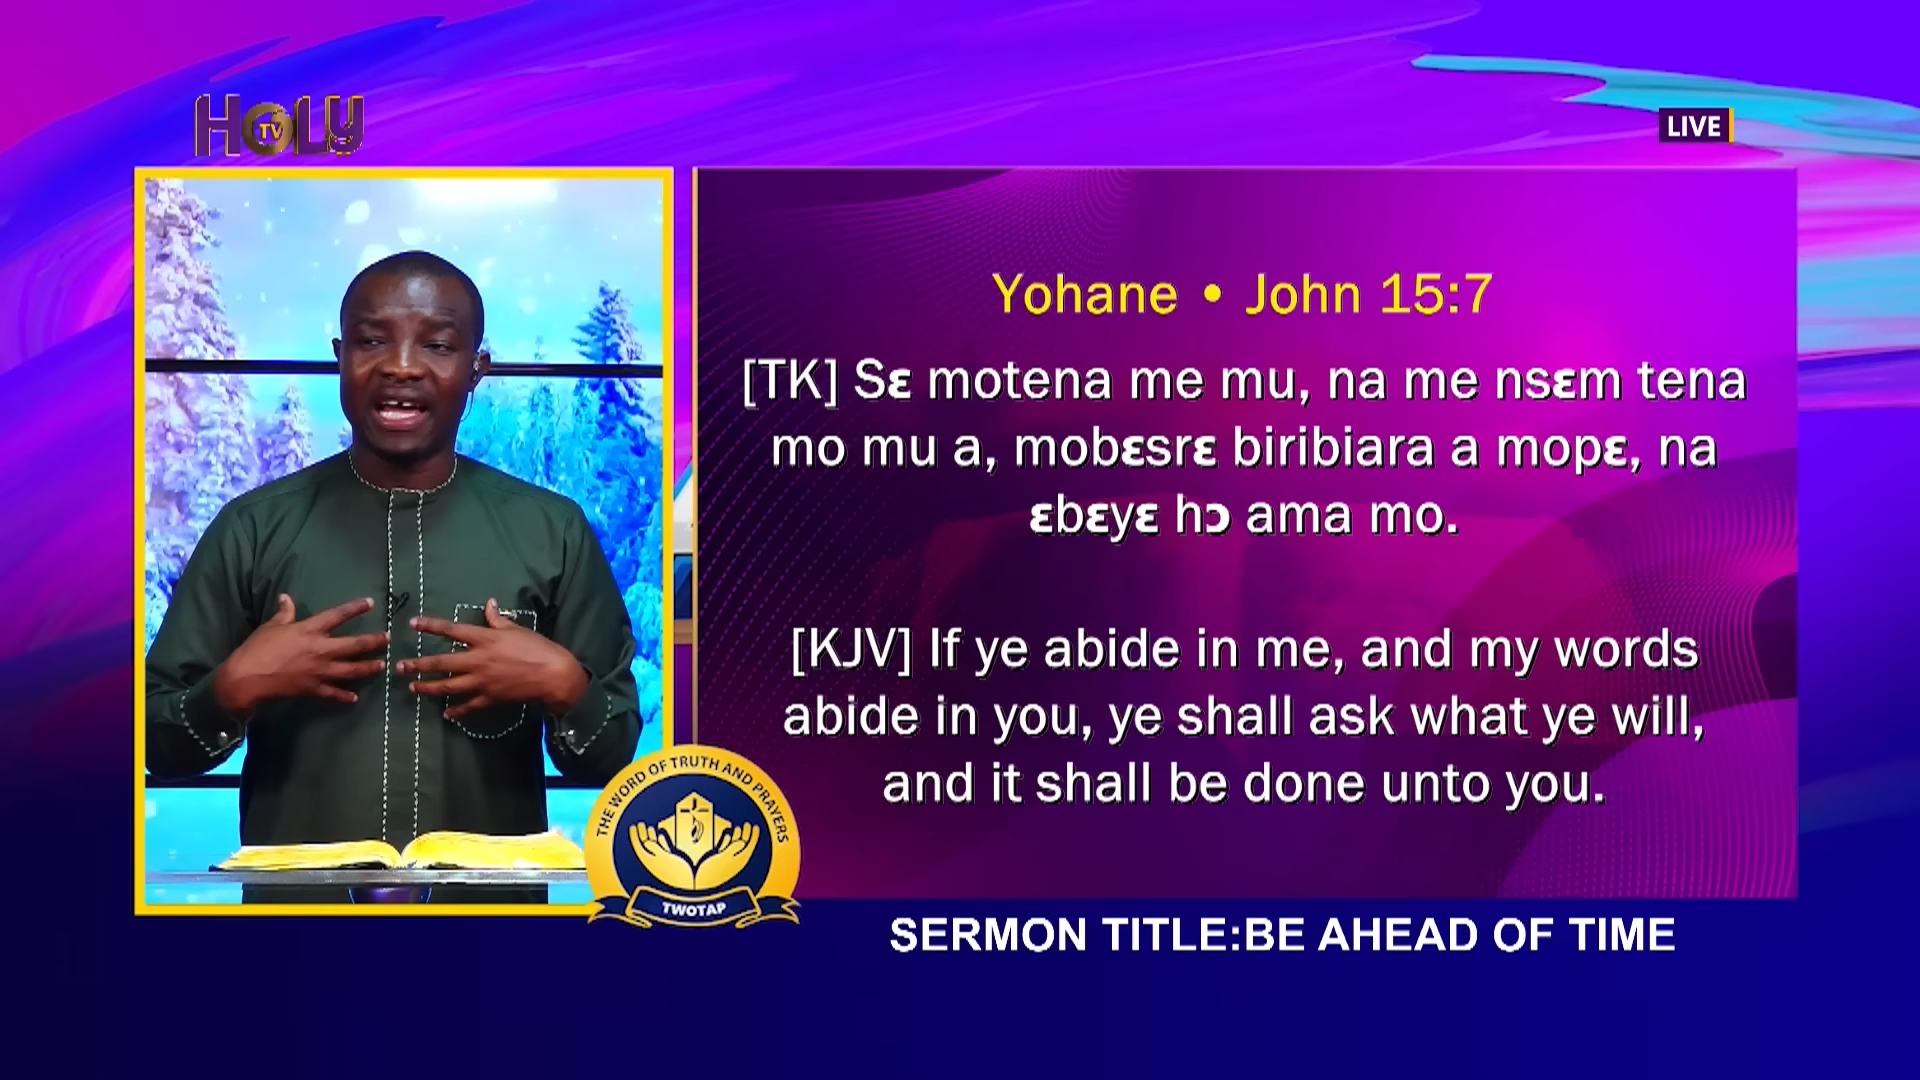 HOLY
TV
LIVE
Yohane • John 15:7
[TK] Sɛ motena me mu, na me nsɛm tena
mo mu a, mobɛsrɛ biribiara a mopɛ, na
ɛbɛyɛ hɔ ama mo.
[KJV] If ye abide in me, and my words
abide in you, ye shall ask what ye will,
and it shall be done unto you.
THE WORD OF TRUTH AND PRAYERS
TWOTAP
SERMON TITLE:BE AHEAD OF TIME